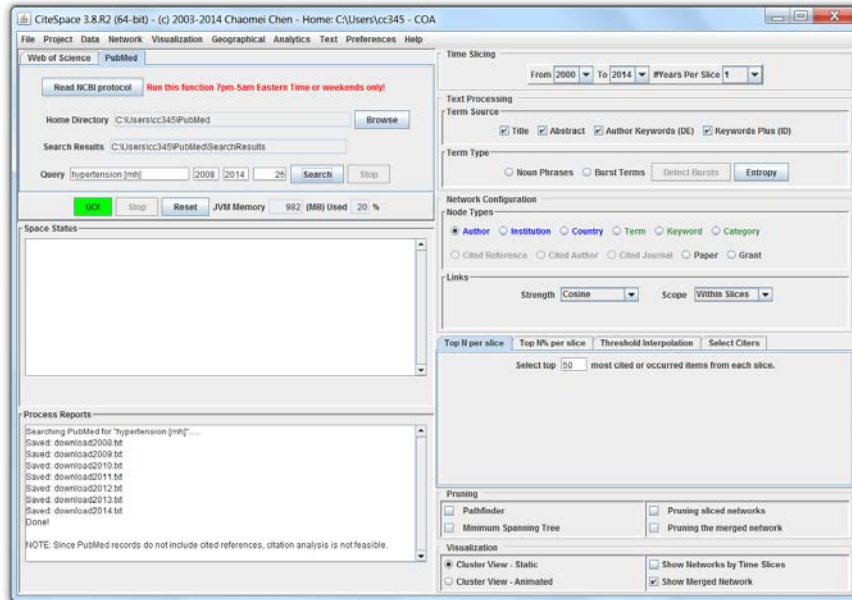 CiteSpace 3.8.R2 (64-bit) - (c) 2003-2014 Chaomei Chen - Home: C:\Users\cc345 - COA
File Project Data Network Visualization Geographical Analytics Text Preferences Help
Web of Science PubMed
Read NCBI protocol Run this function 7pm-5am Eastern Time or weekends only!
Home Directory C:\Users\cc345\PubMed Browse
Search Results C:\Users\cc345\PubMed\SearchResults
Query hypertension [mh] 2008 2014 25 Search Stop
GO! Stop Reset JVM Memory 982 (MB) Used 20 %
Space Status
Process Reports
Searching PubMed for "hypertension [mh]".....
Saved: download2008.txt
Saved: download2009.txt
Saved: download2010.txt
Saved: download2011.txt
Saved: download2012.txt
Saved: download2013.txt
Saved: download2014.txt
Done!
NOTE: Since PubMed records do not include cited references, citation analysis is not feasible.
Time Slicing
From 2000 To 2014 #Years Per Slice 1
Text Processing
Term Source
Title Abstract Author Keywords (DE) Keywords Plus (ID)
Term Type
Noun Phrases Burst Terms Detect Bursts Entropy
Network Configuration
Node Types
Author Institution Country Term Keyword Category
Cited Reference Cited Author Cited Journal Paper Grant
Links
Strength Cosine Scope Within Slices
Top N per slice Top N% per slice Threshold Interpolation Select Citers
Select top 50 most cited or occurred items from each slice.
Pruning
Pathfinder Pruning sliced networks
Minimum Spanning Tree Pruning the merged network
Visualization
Cluster View - Static Show Networks by Time Slices
Cluster View - Animated Show Merged Network